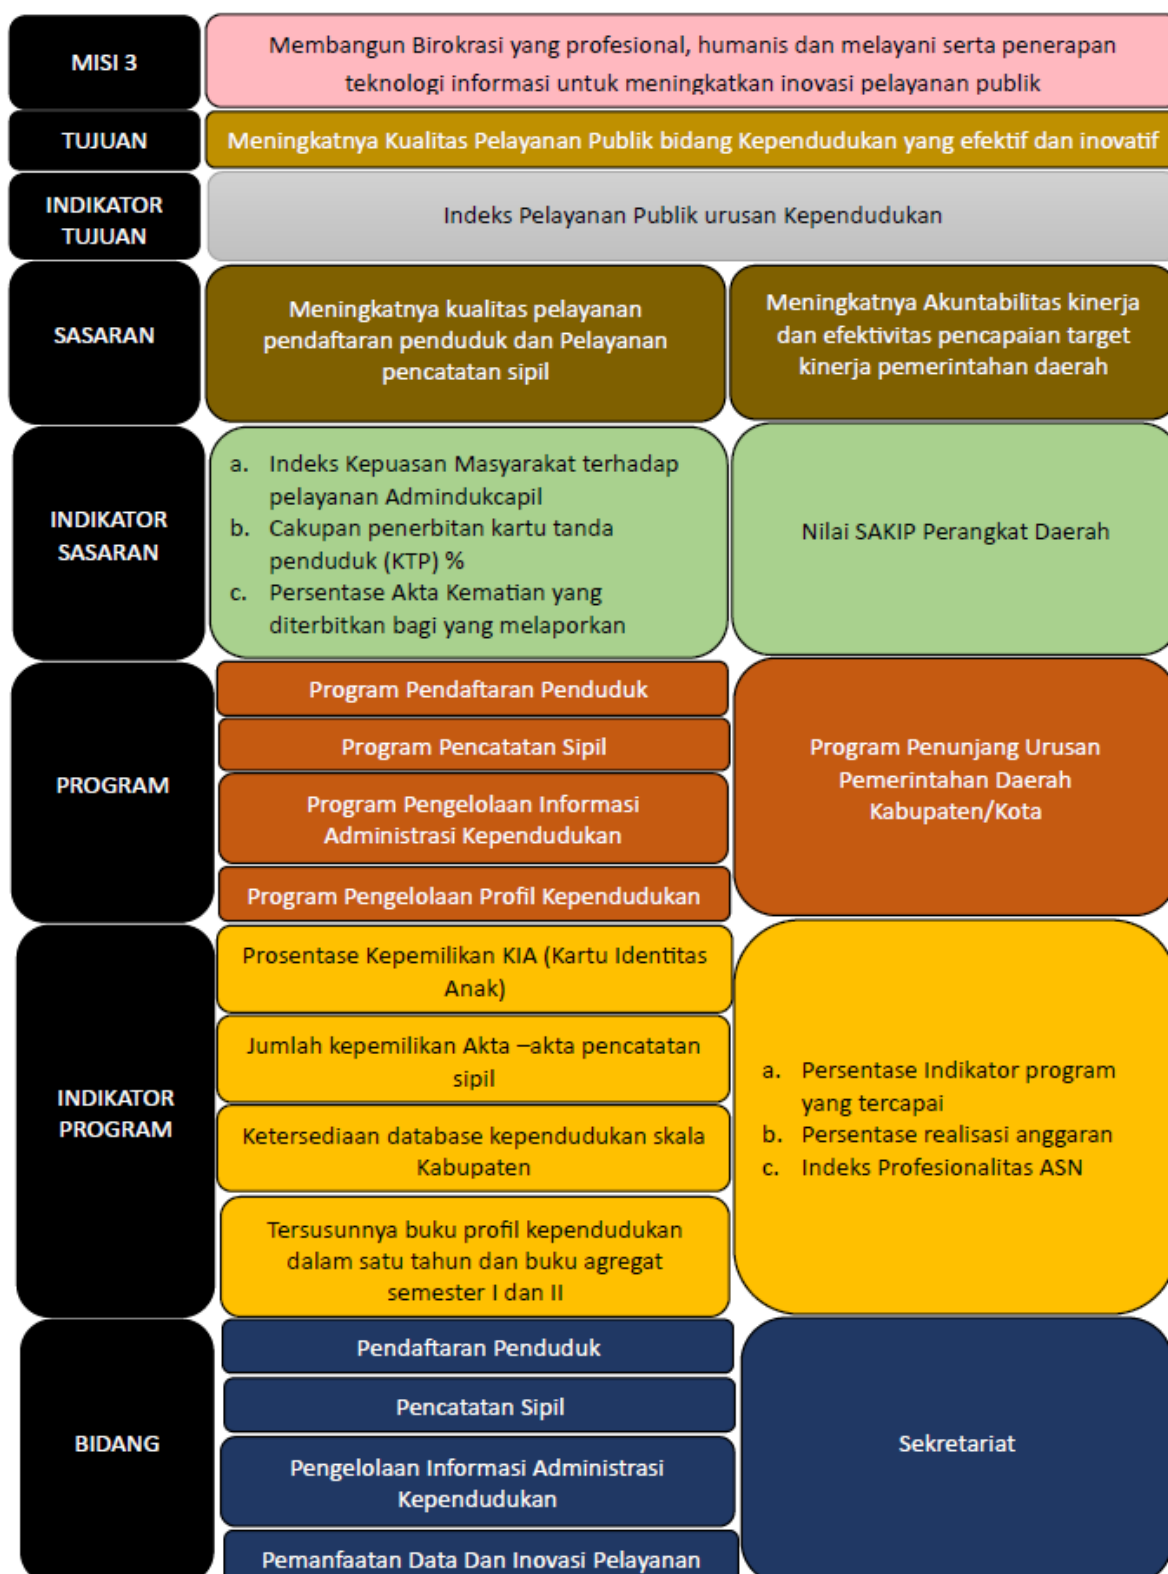 MISI 3
Membangun Birokrasi yang profesional, humanis dan melayani serta penerapan
teknologi informasi untuk meningkatkan inovasi pelayanan publik
TUJUAN
Meningkatnya Kualitas Pelayanan Publik bidang Kependudukan yang efektif dan inovatif
INDIKATOR
TUJUAN
Indeks Pelayanan Publik urusan Kependudukan
SASARAN
Meningkatnya kualitas pelayanan
pendaftaran penduduk dan Pelayanan
pencatatan sipil
Meningkatnya Akuntabilitas kinerja
dan efektivitas pencapaian target
kinerja pemerintahan daerah
INDIKATOR
SASARAN
a. Indeks Kepuasan Masyarakat terhadap
pelayanan Admindukcapil
b. Cakupan penerbitan kartu tanda
penduduk (KTP) %
c. Persentase Akta Kematian yang
diterbitkan bagi yang melaporkan
Nilai SAKIP Perangkat Daerah
PROGRAM
Program Pendaftaran Penduduk
Program Pencatatan Sipil
Program Pengelolaan Informasi
Administrasi Kependudukan
Program Pengelolaan Profil Kependudukan
Program Penunjang Urusan
Pemerintahan Daerah
Kabupaten/Kota
INDIKATOR
PROGRAM
Prosentase Kepemilikan KIA (Kartu Identitas
Anak)
Jumlah kepemilikan Akta –akta pencatatan
sipil
Ketersediaan database kependudukan skala
Kabupaten
Tersusunnya buku profil kependudukan
dalam satu tahun dan buku agregat
semester I dan II
a. Persentase Indikator program
yang tercapai
b. Persentase realisasi anggaran
c. Indeks Profesionalitas ASN
BIDANG
Pendaftaran Penduduk
Pencatatan Sipil
Pengelolaan Informasi Administrasi
Kependudukan
Pemanfaatan Data Dan Inovasi Pelayanan
Sekretariat